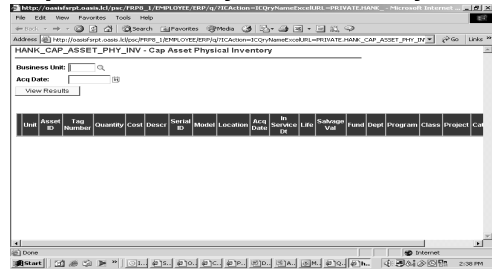 http://oasisfsrpt.oasis.lcl/psc/PRPB_1/EMPLOYEE/ERP/q/?ICAction=ICQryNameExcelURL=PRIVATE.HANK_ - Microsoft Internet
File Edit View Favorites Tools Help
Back Search Favorites Media
Address http://oasisfsrpt.oasis.lcl/psc/PRPB_1/EMPLOYEE/ERP/q/?ICAction=ICQryNameExcelURL=PRIVATE.HANK_CAP_ASSET_PHY_INV Go Links »
HANK_CAP_ASSET_PHY_INV - Cap Asset Physical Inventory
Business Unit:
Acq Date:
View Results
Unit Asset ID Tag Number Quantity Cost Descr Serial ID Model Location Acq Date In Service Dt Life Salvage Val Fund Dept Program Class Project Cat
Done Internet
Start 2:38 PM